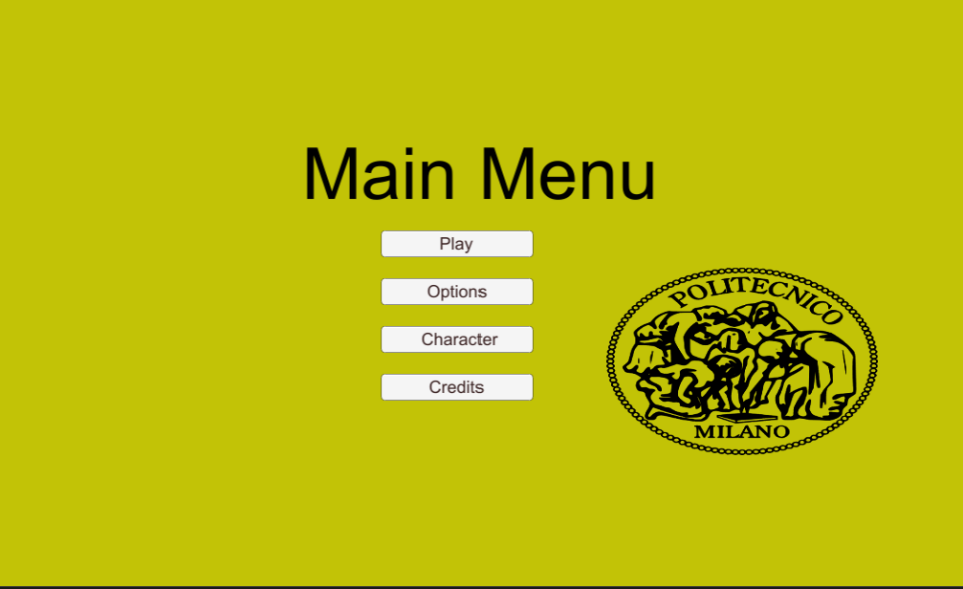 Main Menu
Play
Options
Character
Credits
POLITECNICO
MILANO